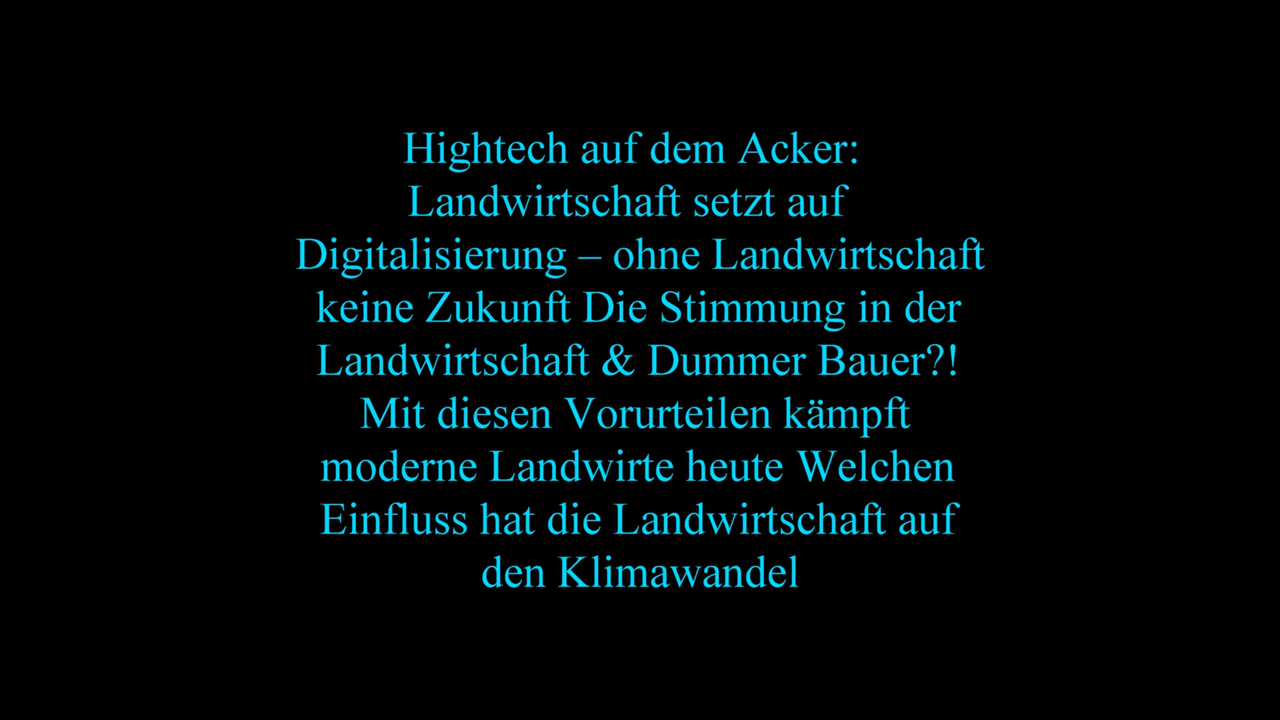 Hightech auf dem Acker:
Landwirtschaft setzt auf
Digitalisierung – ohne Landwirtschaft
keine Zukunft Die Stimmung in der
Landwirtschaft & Dummer Bauer?!
Mit diesen Vorurteilen kämpft
moderne Landwirte heute Welchen
Einfluss hat die Landwirtschaft auf
den Klimawandel